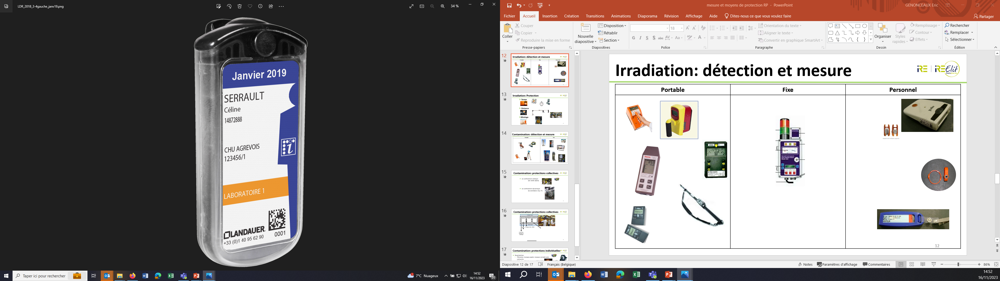 LDR_2018_3-4gauche_janv19.png
34 %
Janvier 2019
SERRAULT
Céline
14872888
CHU AGREVOIS
123456/1
LABORATOIRE 1
LANDAUER
0001
+33 (0)1 40 95 62 90
Taper ici pour rechercher
7°C Nuageux
14:52
16/11/2023
20
mesure et moyens de protection RP - PowerPoint
GENONCEAUX Eric
Fichier Accueil Insertion Création Transitions Animations Diaporama Révision Affichage Aide Dites-nous ce que vous voulez faire
Partager
Coller
Couper
Copier
Reproduire la mise en forme
Presse-papiers
Nouvelle diapositive
Disposition
Rétablir
Section
Diapositives
18
G I S S abc AV Aa A
Police
Orientation du texte
Aligner le texte
Convertir en graphique SmartArt
Paragraphe
Organiser
Styles rapides
Remplissage
Contour
Effets
Dessin
Rechercher
Remplacer
Sélectionner
Édition
12
Irradiation: détection et mesure
13
Irradiation: Protection
Temps
Distance
Blindage
14
Contamination: détection et mesure
15
Contamination: protections collectives
16
Contamination: protections collectives
17
Contamination: protections individuelles
Irradiation: détection et mesure
iRE iRE Elit
Portable
Fixe
Personnel
VISITEUR
12
Diapositive 12 de 17
Français (Belgique)
Notes
Paramètres d'affichage
Commentaires
86%
14:52
16/11/2023